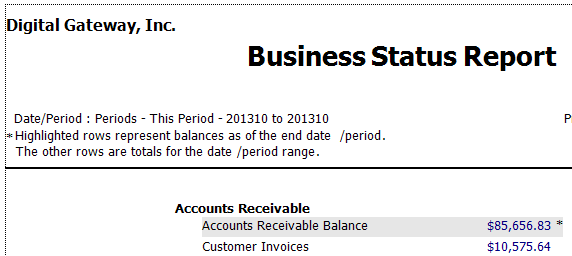 Digital Gateway, Inc.
Business Status Report
Date/Period : Periods - This Period - 201310 to 201310 P
*Highlighted rows represent balances as of the end date /period.
The other rows are totals for the date /period range.
Accounts Receivable
Accounts Receivable Balance $85,656.83 *
Customer Invoices $10,575.64